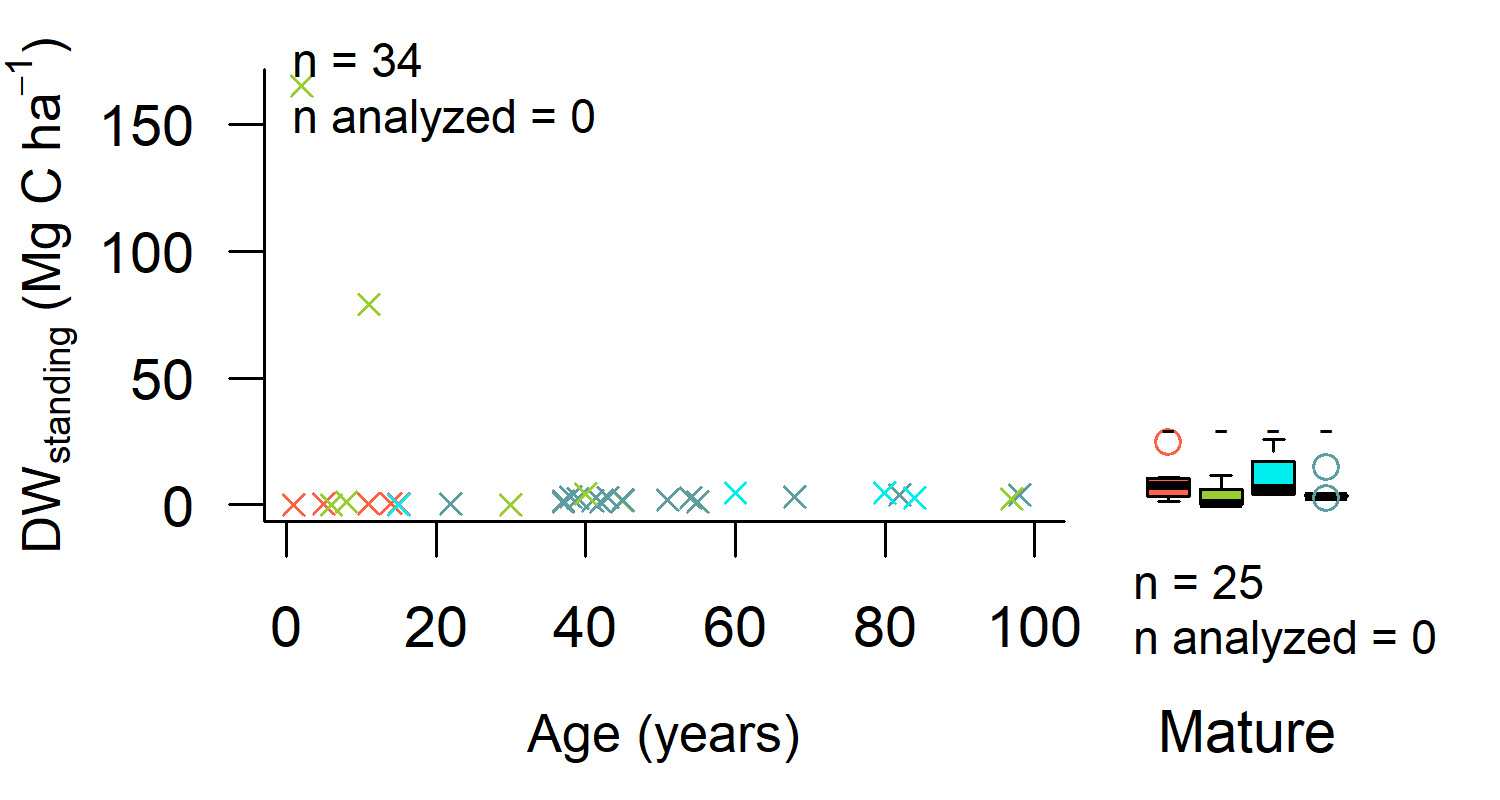 DWstanding (Mg C ha−1)
n = 34
n analyzed = 0
150
100
50
0
0 20 40 60 80 100
Age (years)
- - - -
n = 25
n analyzed = 0
Mature